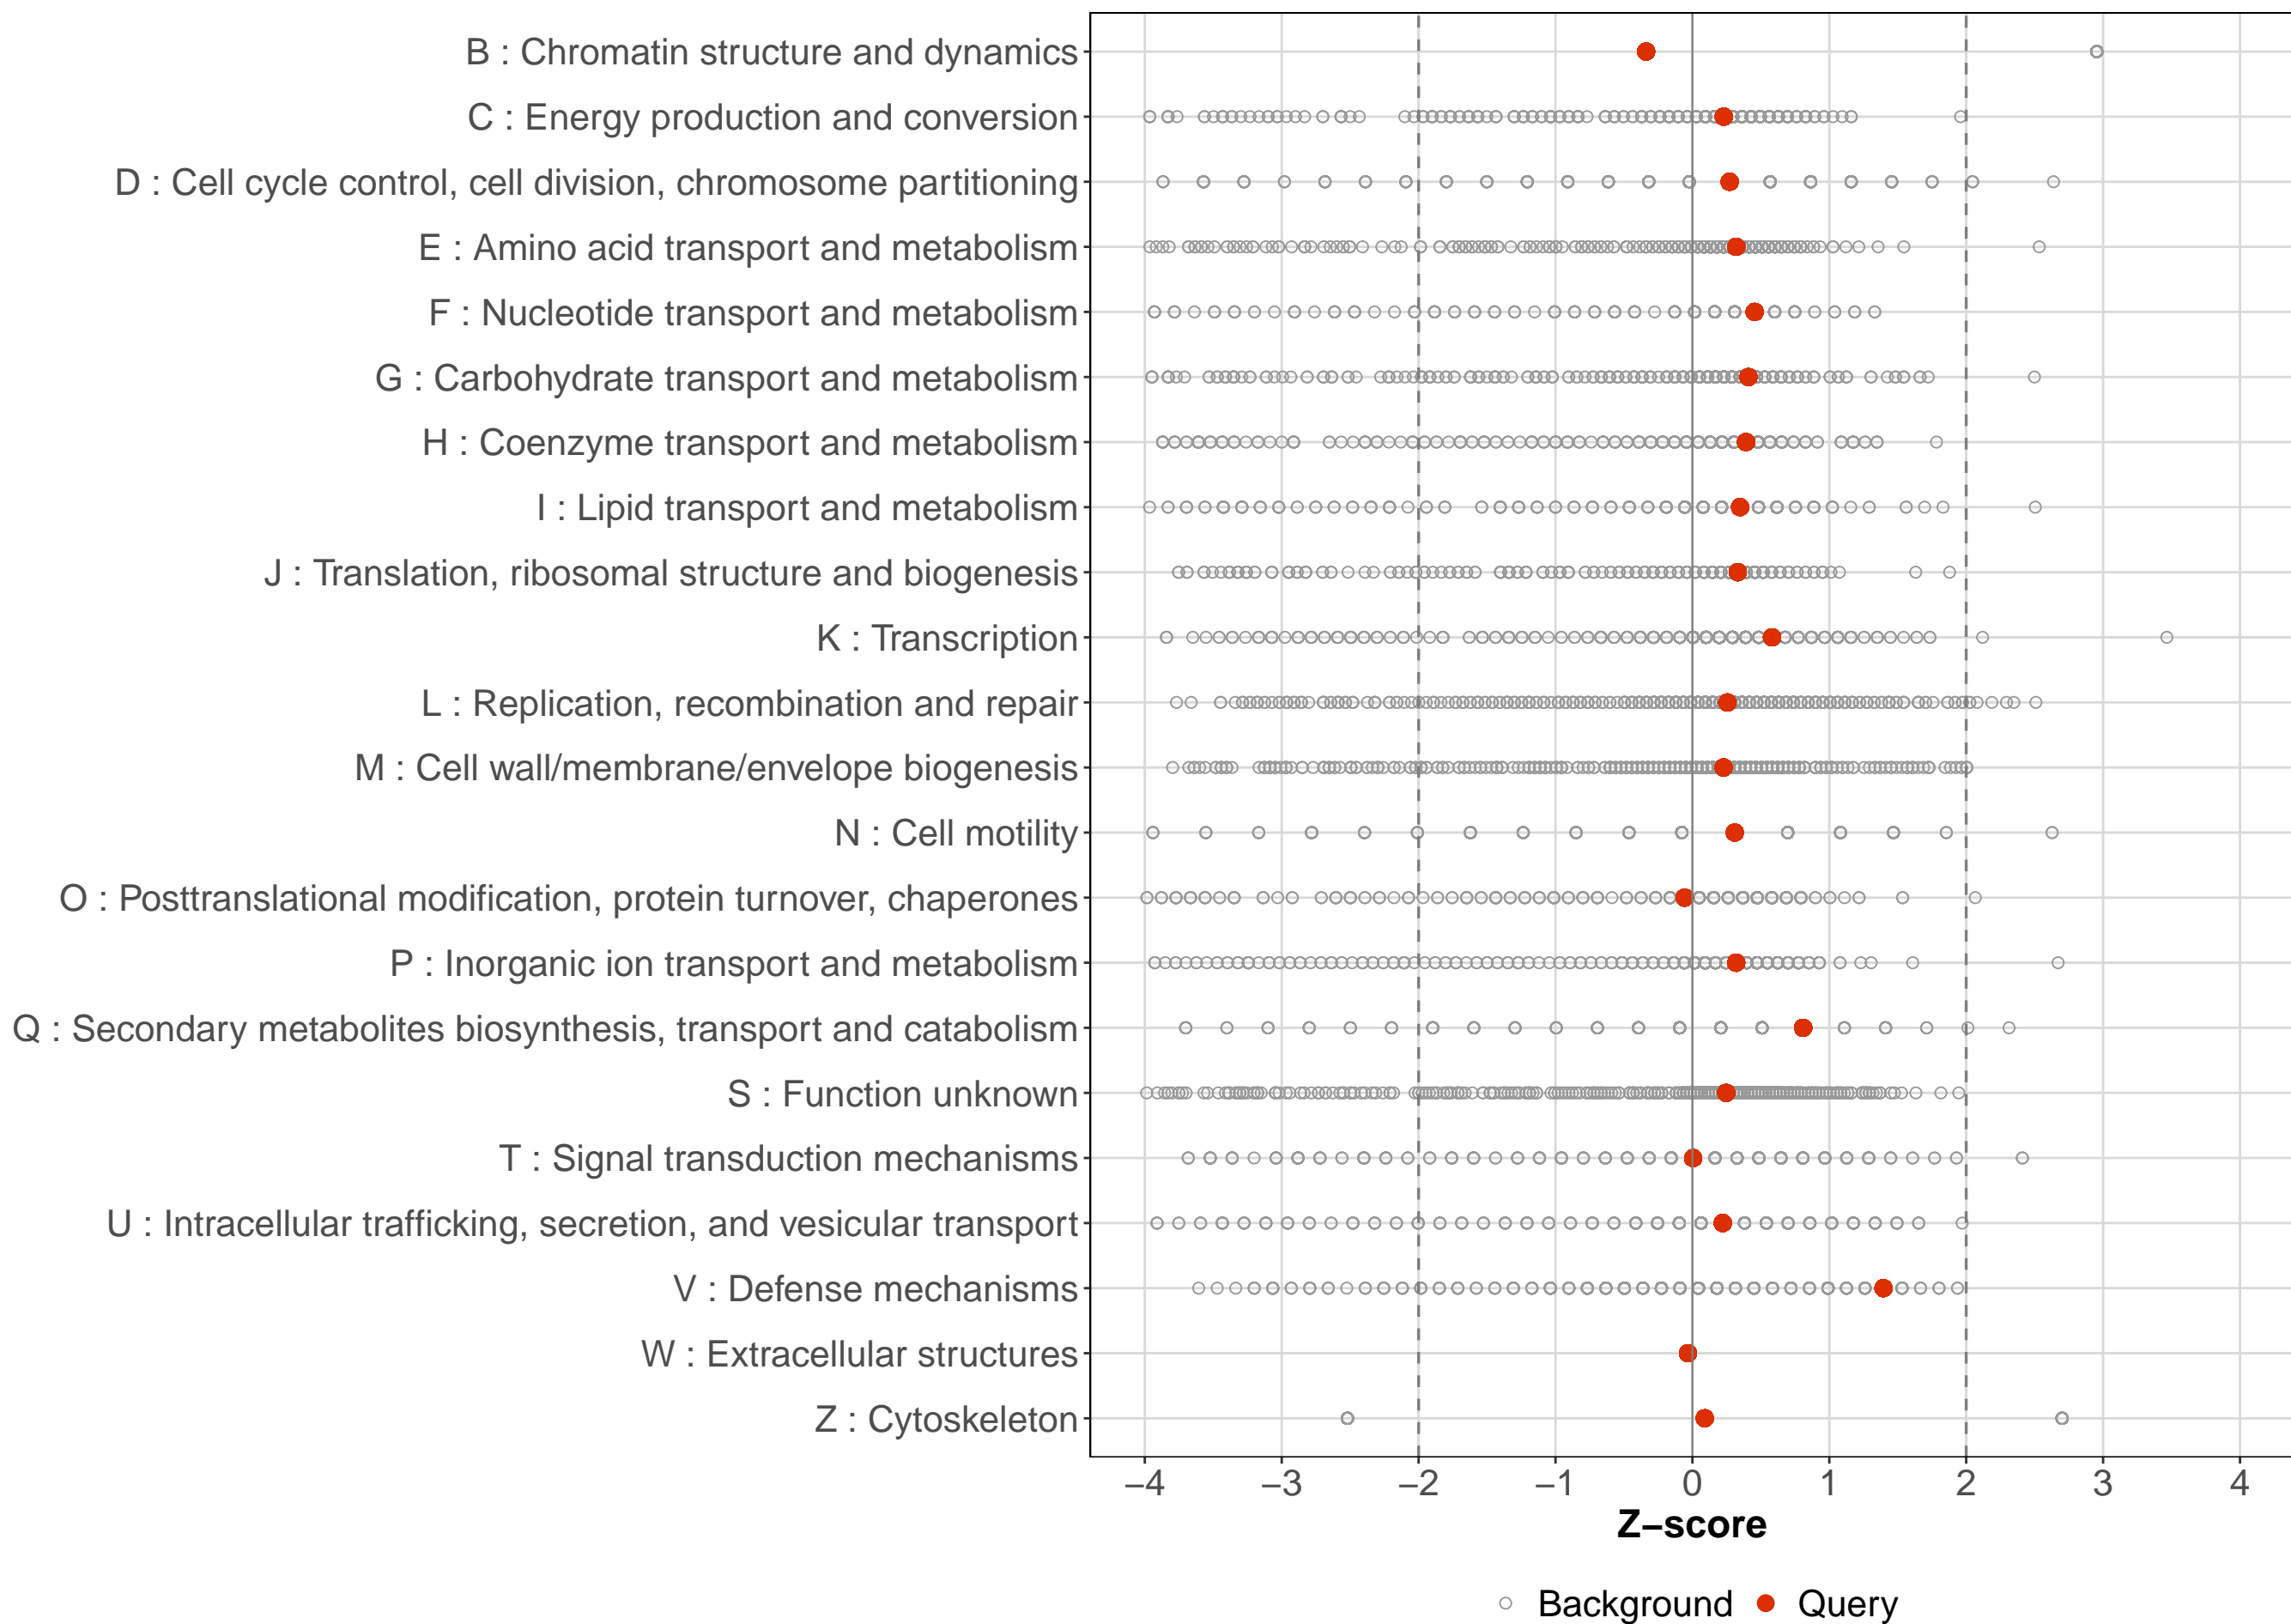 B : Chromatin structure and dynamics
C : Energy production and conversion
D : Cell cycle control, cell division, chromosome partitioning
E : Amino acid transport and metabolism
F : Nucleotide transport and metabolism
G : Carbohydrate transport and metabolism
H : Coenzyme transport and metabolism
I : Lipid transport and metabolism
J : Translation, ribosomal structure and biogenesis
K : Transcription
L : Replication, recombination and repair
M : Cell wall/membrane/envelope biogenesis
N : Cell motility
O : Posttranslational modification, protein turnover, chaperones
P : Inorganic ion transport and metabolism
Q : Secondary metabolites biosynthesis, transport and catabolism
S : Function unknown
T : Signal transduction mechanisms
U : Intracellular trafficking, secretion, and vesicular transport
V : Defense mechanisms
W : Extracellular structures
Z : Cytoskeleton
−4 −3 −2 −1 0 1 2 3 4
Z−score
Background Query